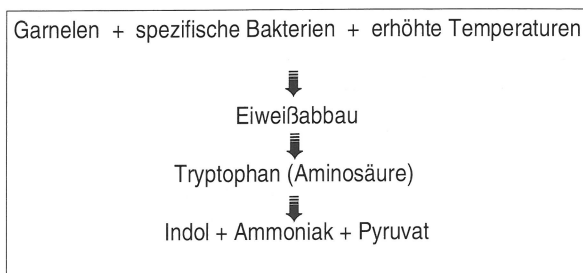 Garnelen + spezifische Bakterien + erhöhte Temperaturen
Eiweißabbau
Tryptophan (Aminosäure)
Indol + Ammoniak + Pyruvat